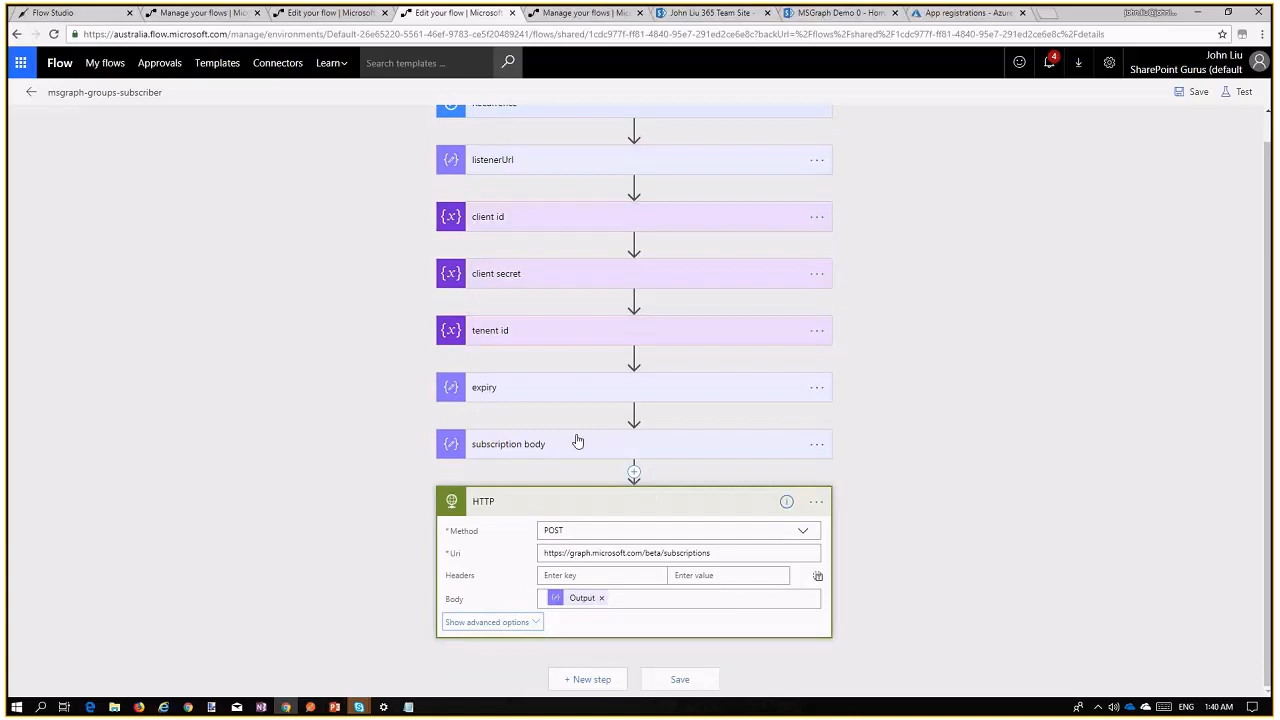 Flow Studio
Manage your flows | Micr
Edit your flow | Microsoft
Edit your flow | Microsoft
Manage your flows | Micr
John Liu 365 Team Site -
MSGraph Demo 0 - Hom
App registrations - Azure
https://australia.flow.microsoft.com/manage/environments/Default-26e65220-5561-46ef-9783-ce5f20489241/flows/shared/1cdc977f-ff81-4840-95e7-291ed2ce6e8c?backUrl=%2Fflows%2Fshared%2F1cdc977f-ff81-4840-95e7-291ed2ce6e8c%2Fdetails
Flow
My flows
Approvals
Templates
Connectors
Learn
Search templates ...
4
John Liu
SharePoint Gurus (default
msgraph-groups-subscriber
Save
Test
Recurrence
listenerUrl
client id
client secret
tenent id
expiry
subscription body
HTTP
* Method
POST
* Uri
https://graph.microsoft.com/beta/subscriptions
Headers
Enter key
Enter value
Body
Output ×
Show advanced options
+ New step
Save
ENG
1:40 AM